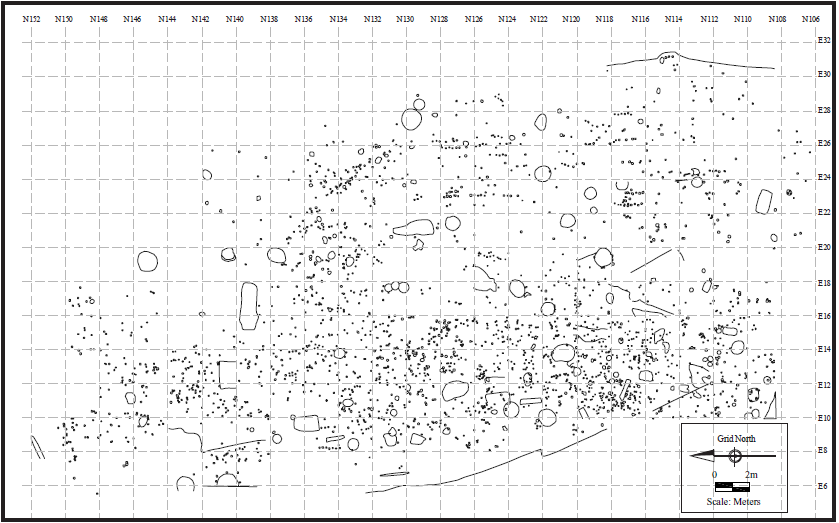 N152 N150 N148 N146 N144 N142 N140 N136 N134 N132 N130 N128 N126 N124 N122 N120 N118 N116 N114 N112 N110 N108 N106
E32
E30
E28
E26
E24
E22
E20
E18
E16
E14
E12
E10
E8
E6
Grid North
0 2m
Scale: Meters